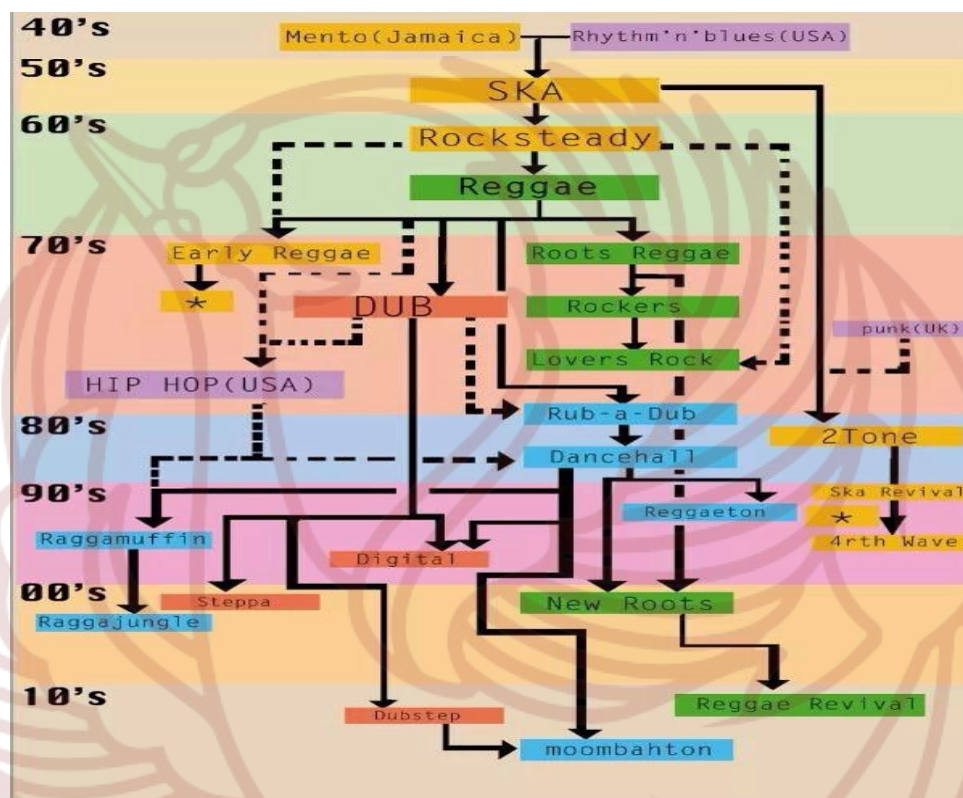 40's
Mento(Jamaica) Rhythm'n'blues(USA)
50's
SKA
60's
Rocksteady
Reggae
70's
Early Reggae Roots Reggae
* DUB Rockers
punk(UK)
Lovers Rock
HIP HOP(USA)
80's
Rub-a-Dub
2Tone
Dancehall
90's
Ska Revival
Reggaeton *
Raggamuffin 4rth Wave
Digital
00's
Steppa New Roots
Raggajungle
10's
Reggae Revival
Dubstep
moombahton